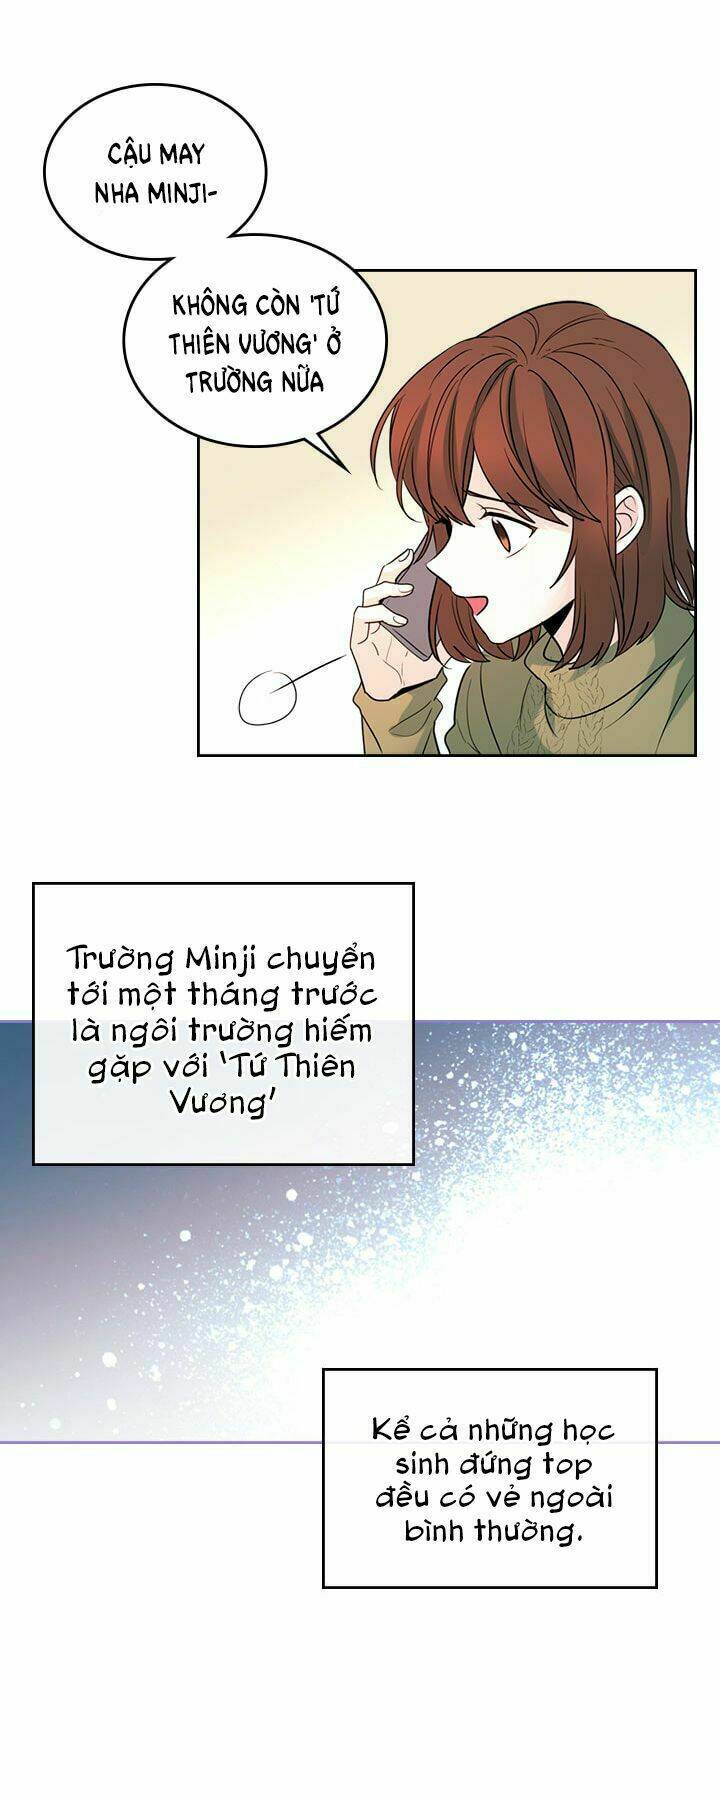 CẬU MAY
NHA MINJI-
KHÔNG CÒN 'TỨ
THIÊN VƯƠNG' Ở
TRƯỜNG NỮA
Trường Minji chuyển
tới một tháng trước
là ngôi trường hiếm
gặp với 'Tứ Thiên
Vương'
Kể cả những học
sinh đứng top
đều có vẻ ngoài
bình thường.